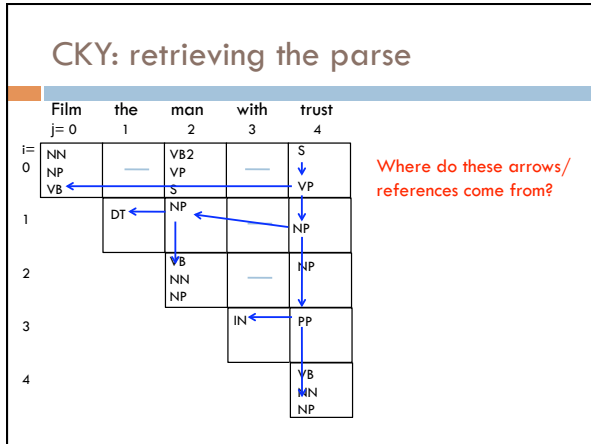 CKY: retrieving the parse
Film the man with trust
j= 0 1 2 3 4
i=
0
NN
NP
VB
VB2
VP
S
S
VP
Where do these arrows/
references come from?
1
DT
NP
NP
2
VB
NN
NP
NP
3
IN
PP
4
VB
NN
NP